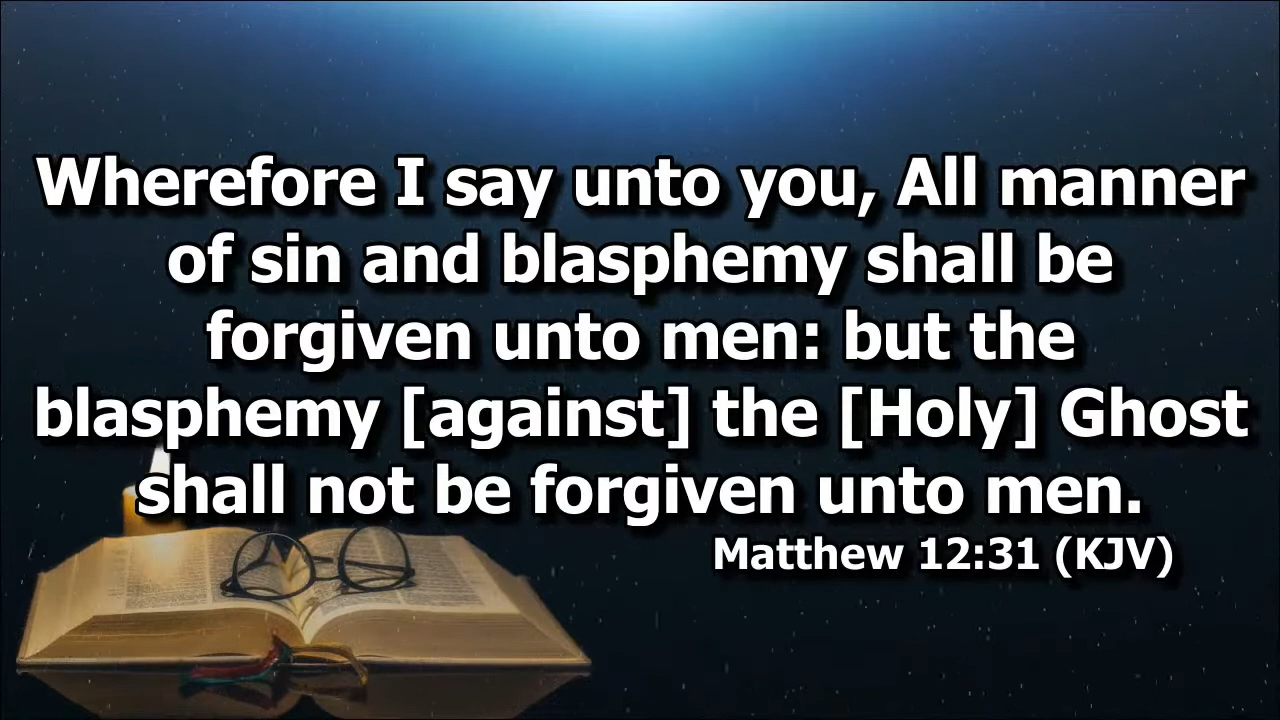 Wherefore I say unto you, All manner
of sin and blasphemy shall be
forgiven unto men: but the
blasphemy [against] the [Holy] Ghost
shall not be forgiven unto men.
Matthew 12:31 (KJV)